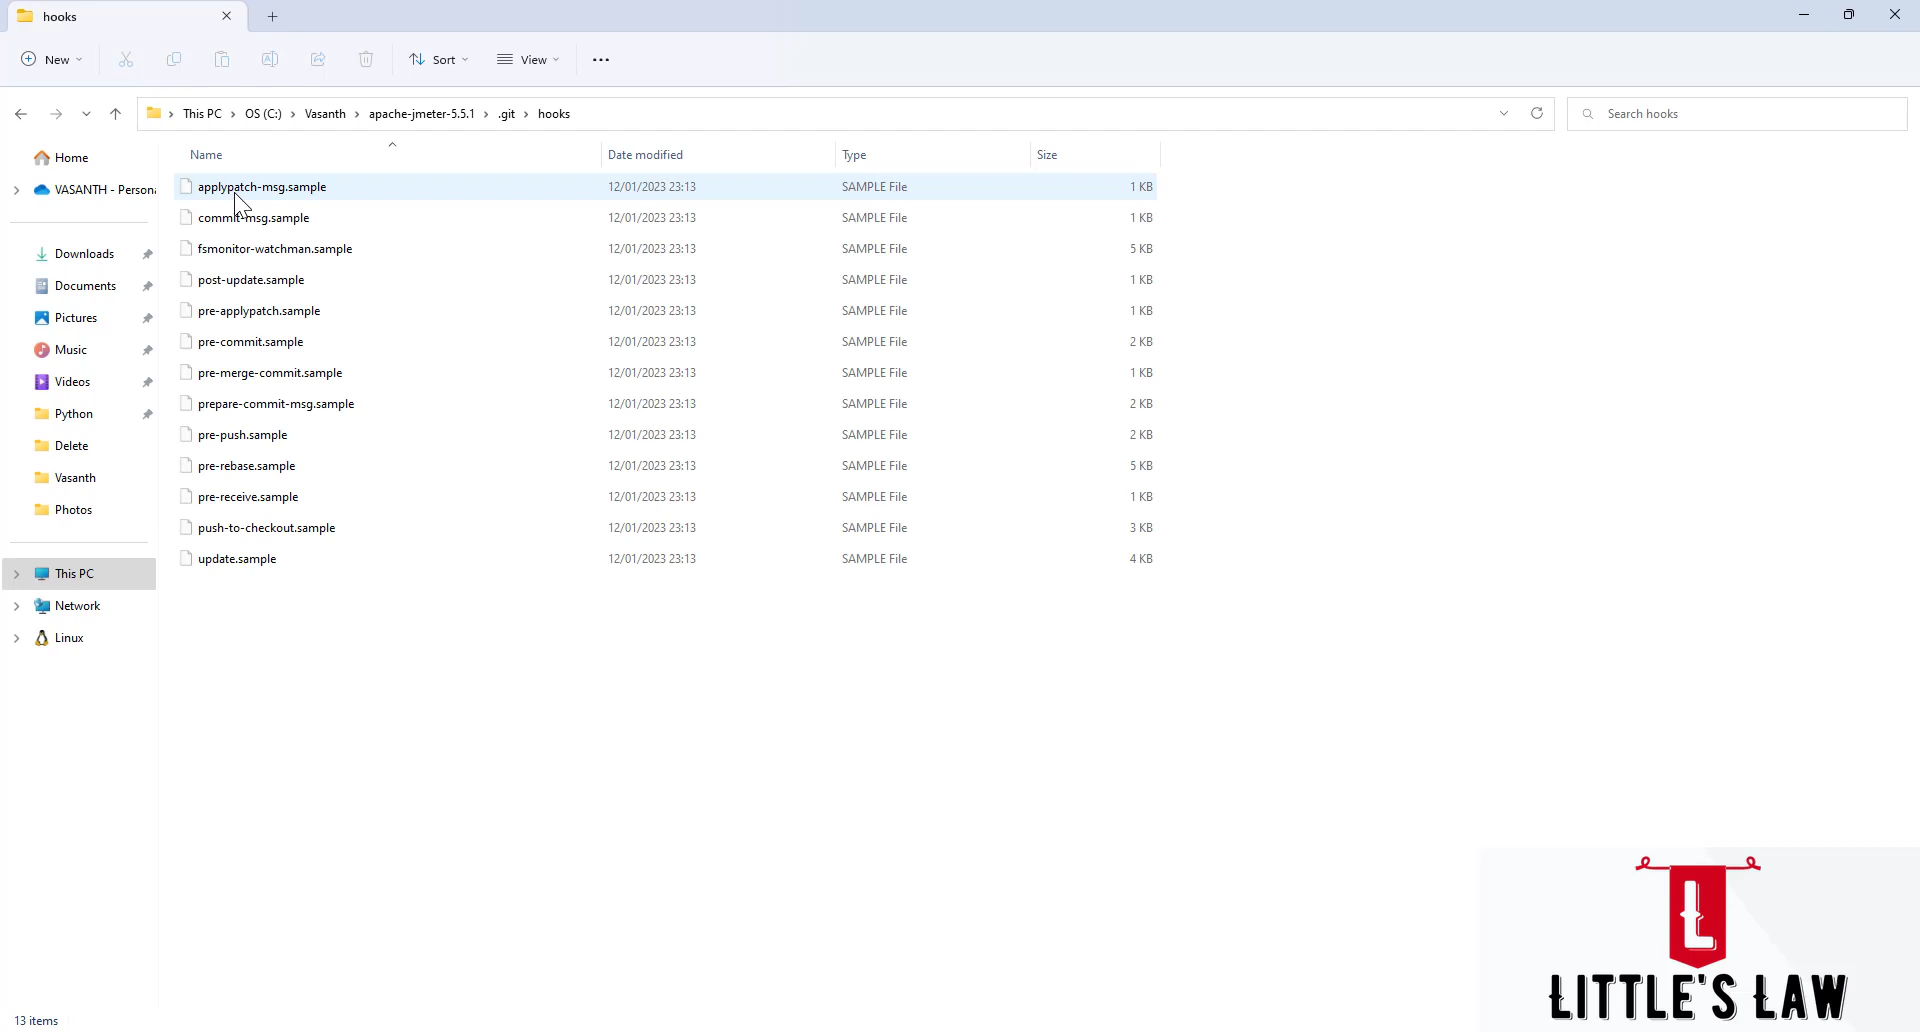 hooks
New
Sort
View
This PC > OS (C:) > Vasanth > apache-jmeter-5.5.1 > .git > hooks
Search hooks
Name Date modified Type Size
Home
VASANTH - Persona
Downloads
Documents
Pictures
Music
Videos
Python
Delete
Vasanth
Photos
This PC
Network
Linux
applypatch-msg.sample 12/01/2023 23:13 SAMPLE File 1 KB
commit-msg.sample 12/01/2023 23:13 SAMPLE File 1 KB
fsmonitor-watchman.sample 12/01/2023 23:13 SAMPLE File 5 KB
post-update.sample 12/01/2023 23:13 SAMPLE File 1 KB
pre-applypatch.sample 12/01/2023 23:13 SAMPLE File 1 KB
pre-commit.sample 12/01/2023 23:13 SAMPLE File 2 KB
pre-merge-commit.sample 12/01/2023 23:13 SAMPLE File 1 KB
prepare-commit-msg.sample 12/01/2023 23:13 SAMPLE File 2 KB
pre-push.sample 12/01/2023 23:13 SAMPLE File 2 KB
pre-rebase.sample 12/01/2023 23:13 SAMPLE File 5 KB
pre-receive.sample 12/01/2023 23:13 SAMPLE File 1 KB
push-to-checkout.sample 12/01/2023 23:13 SAMPLE File 3 KB
update.sample 12/01/2023 23:13 SAMPLE File 4 KB
13 items
L
LITTLE'S LAW